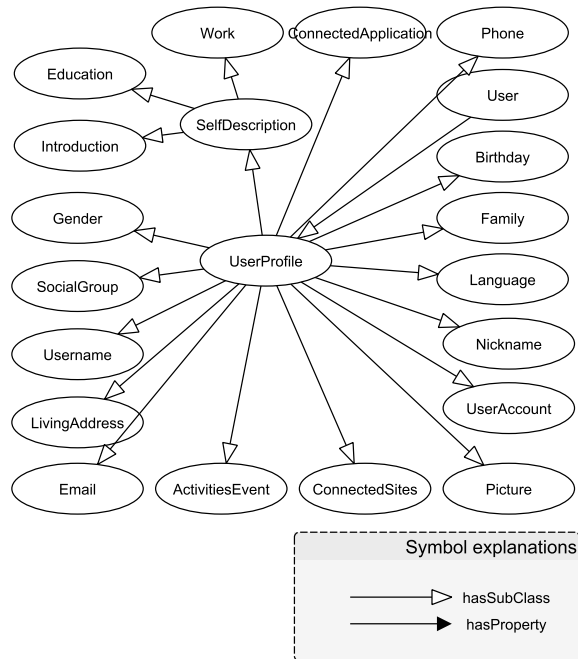 Work
ConnectedApplication
Phone
Education
User
SelfDescription
Introduction
Birthday
Gender
Family
UserProfile
SocialGroup
Language
Username
Nickname
LivingAddress
UserAccount
Email
ActivitiesEvent
ConnectedSites
Picture
Symbol explanations
hasSubClass
hasProperty